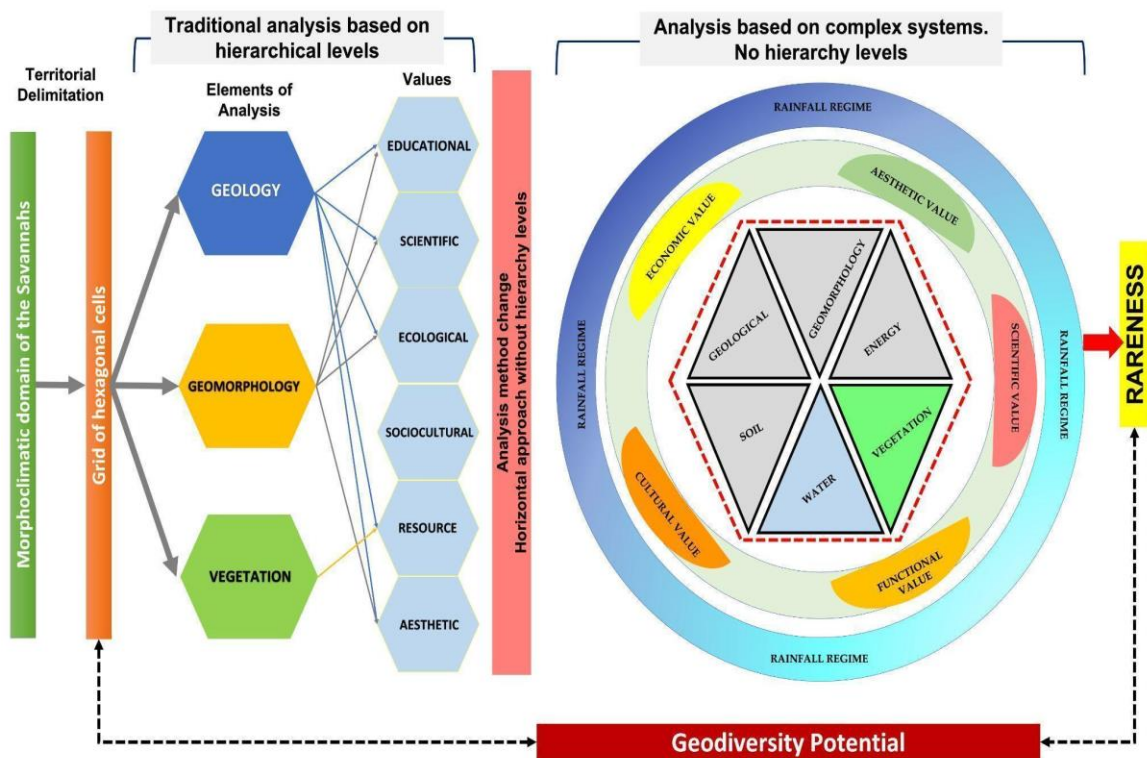 Traditional analysis based on
hierarchical levels
Analysis based on complex systems.
No hierarchy levels
Territorial
Delimitation
Elements of
Analysis
Values
Morphoclimatic domain of the Savannahs
Grid of hexagonal cells
GEOLOGY
GEOMORPHOLOGY
VEGETATION
EDUCATIONAL
SCIENTIFIC
ECOLOGICAL
SOCIOCULTURAL
RESOURCE
AESTHETIC
Analysis method change
Horizontal approach without hierarchy levels
RAINFALL REGIME
RAINFALL REGIME
RAINFALL REGIME
RAINFALL REGIME
ECONOMIC VALUE
AESTHETIC VALUE
SCIENTIFIC VALUE
FUNCTIONAL
VALUE
CULTURAL VALUE
GEOLOGICAL
GEOMORPHOLOGY
ENERGY
SOIL
WATER
VEGETATION
RARENESS
Geodiversity Potential